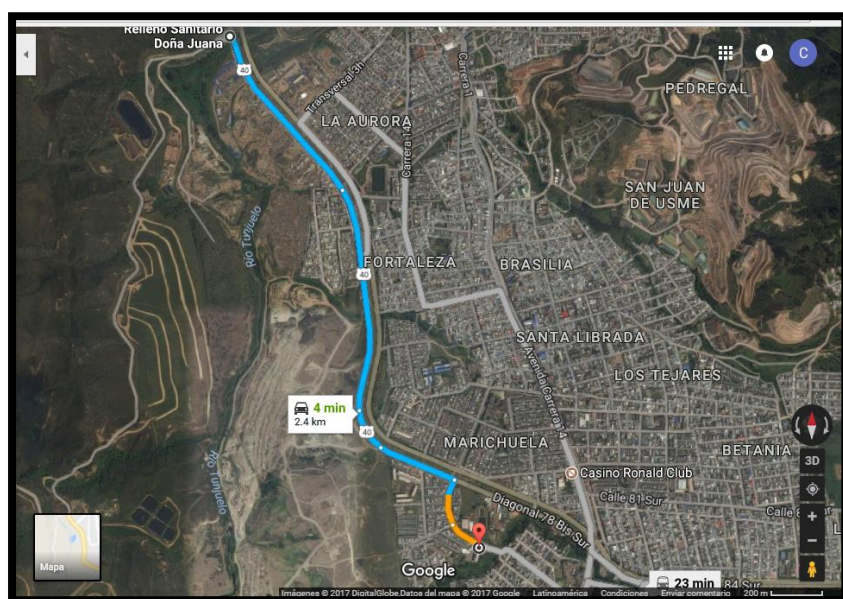 Relleno Sanitario
Doña Juana
C
40
PEDREGAL
Transversal 3h
Carrera 1
LA AURORA
Carrera 14
SAN JUAN
DE USME
Río Tunjuelo
FORTALEZA
BRASILIA
40
SANTA LIBRADA
Avenida Carrera 14
LOS TEJARES
4 min
2.4 km
40
MARICHUELA
BETANIA
3D
Río Tunjuelo
Casino Ronald Club
Calle 81 Sur
Diagonal 78 Bis Sur
Mapa
Google
23 min
84 Sur
Imágenes © 2017 DigitalGlobe,Datos del mapa © 2017 Google
Latinoamérica
Condiciones
Enviar comentario
200 m